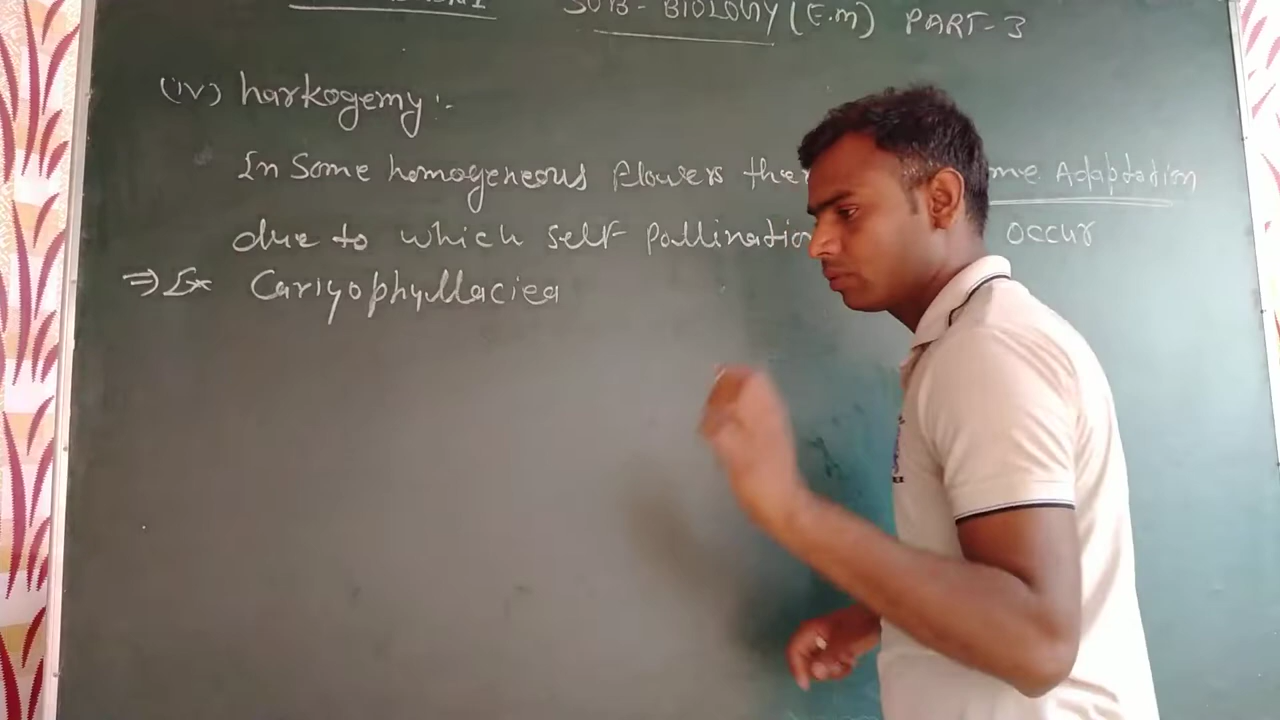 SUB - BIOLOGY (E.M) PART-3
(iv) harkogemy :-
In Some homogeneous flowers me Adaptation
due to which self Pollination occur
⇒ Ex Cariyophyllaciea